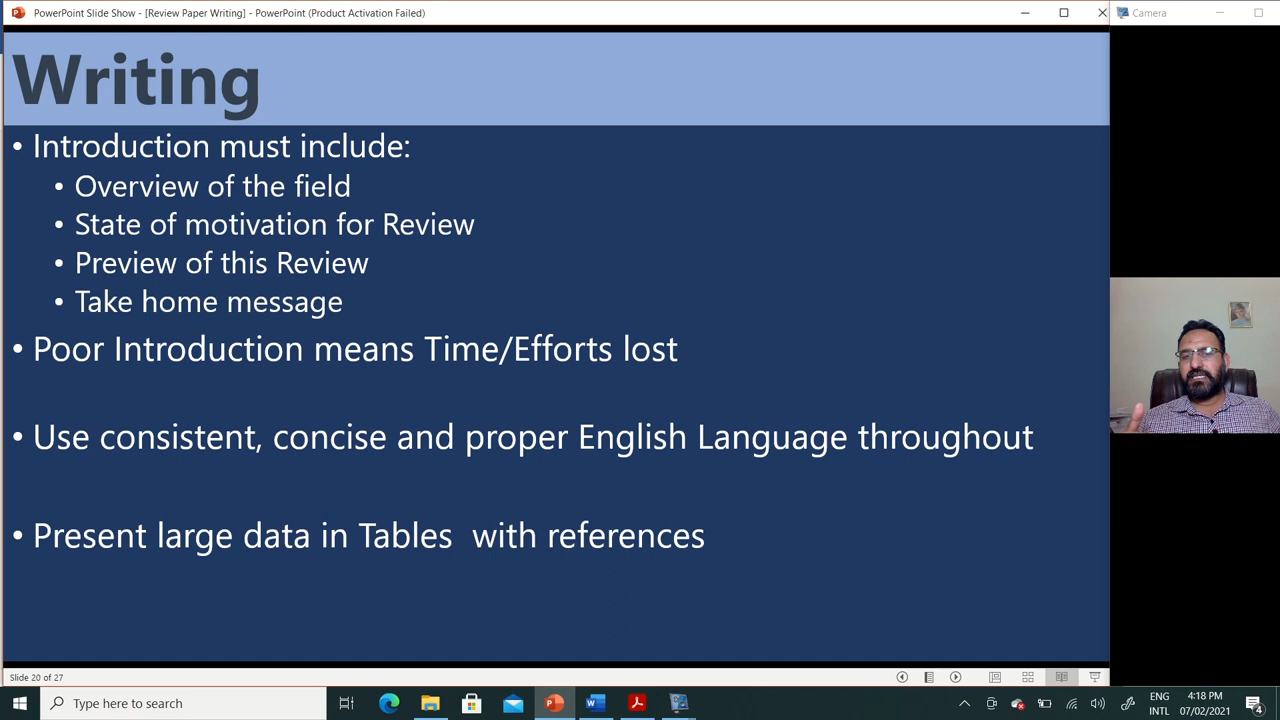 PowerPoint Slide Show - [Review Paper Writing] - PowerPoint (Product Activation Failed)
Camera
Writing
• Introduction must include:
• Overview of the field
• State of motivation for Review
• Preview of this Review
• Take home message
• Poor Introduction means Time/Efforts lost
• Use consistent, concise and proper English Language throughout
• Present large data in Tables  with references
Slide 20 of 27
Type here to search
ENG
INTL
4:18 PM
07/02/2021
4